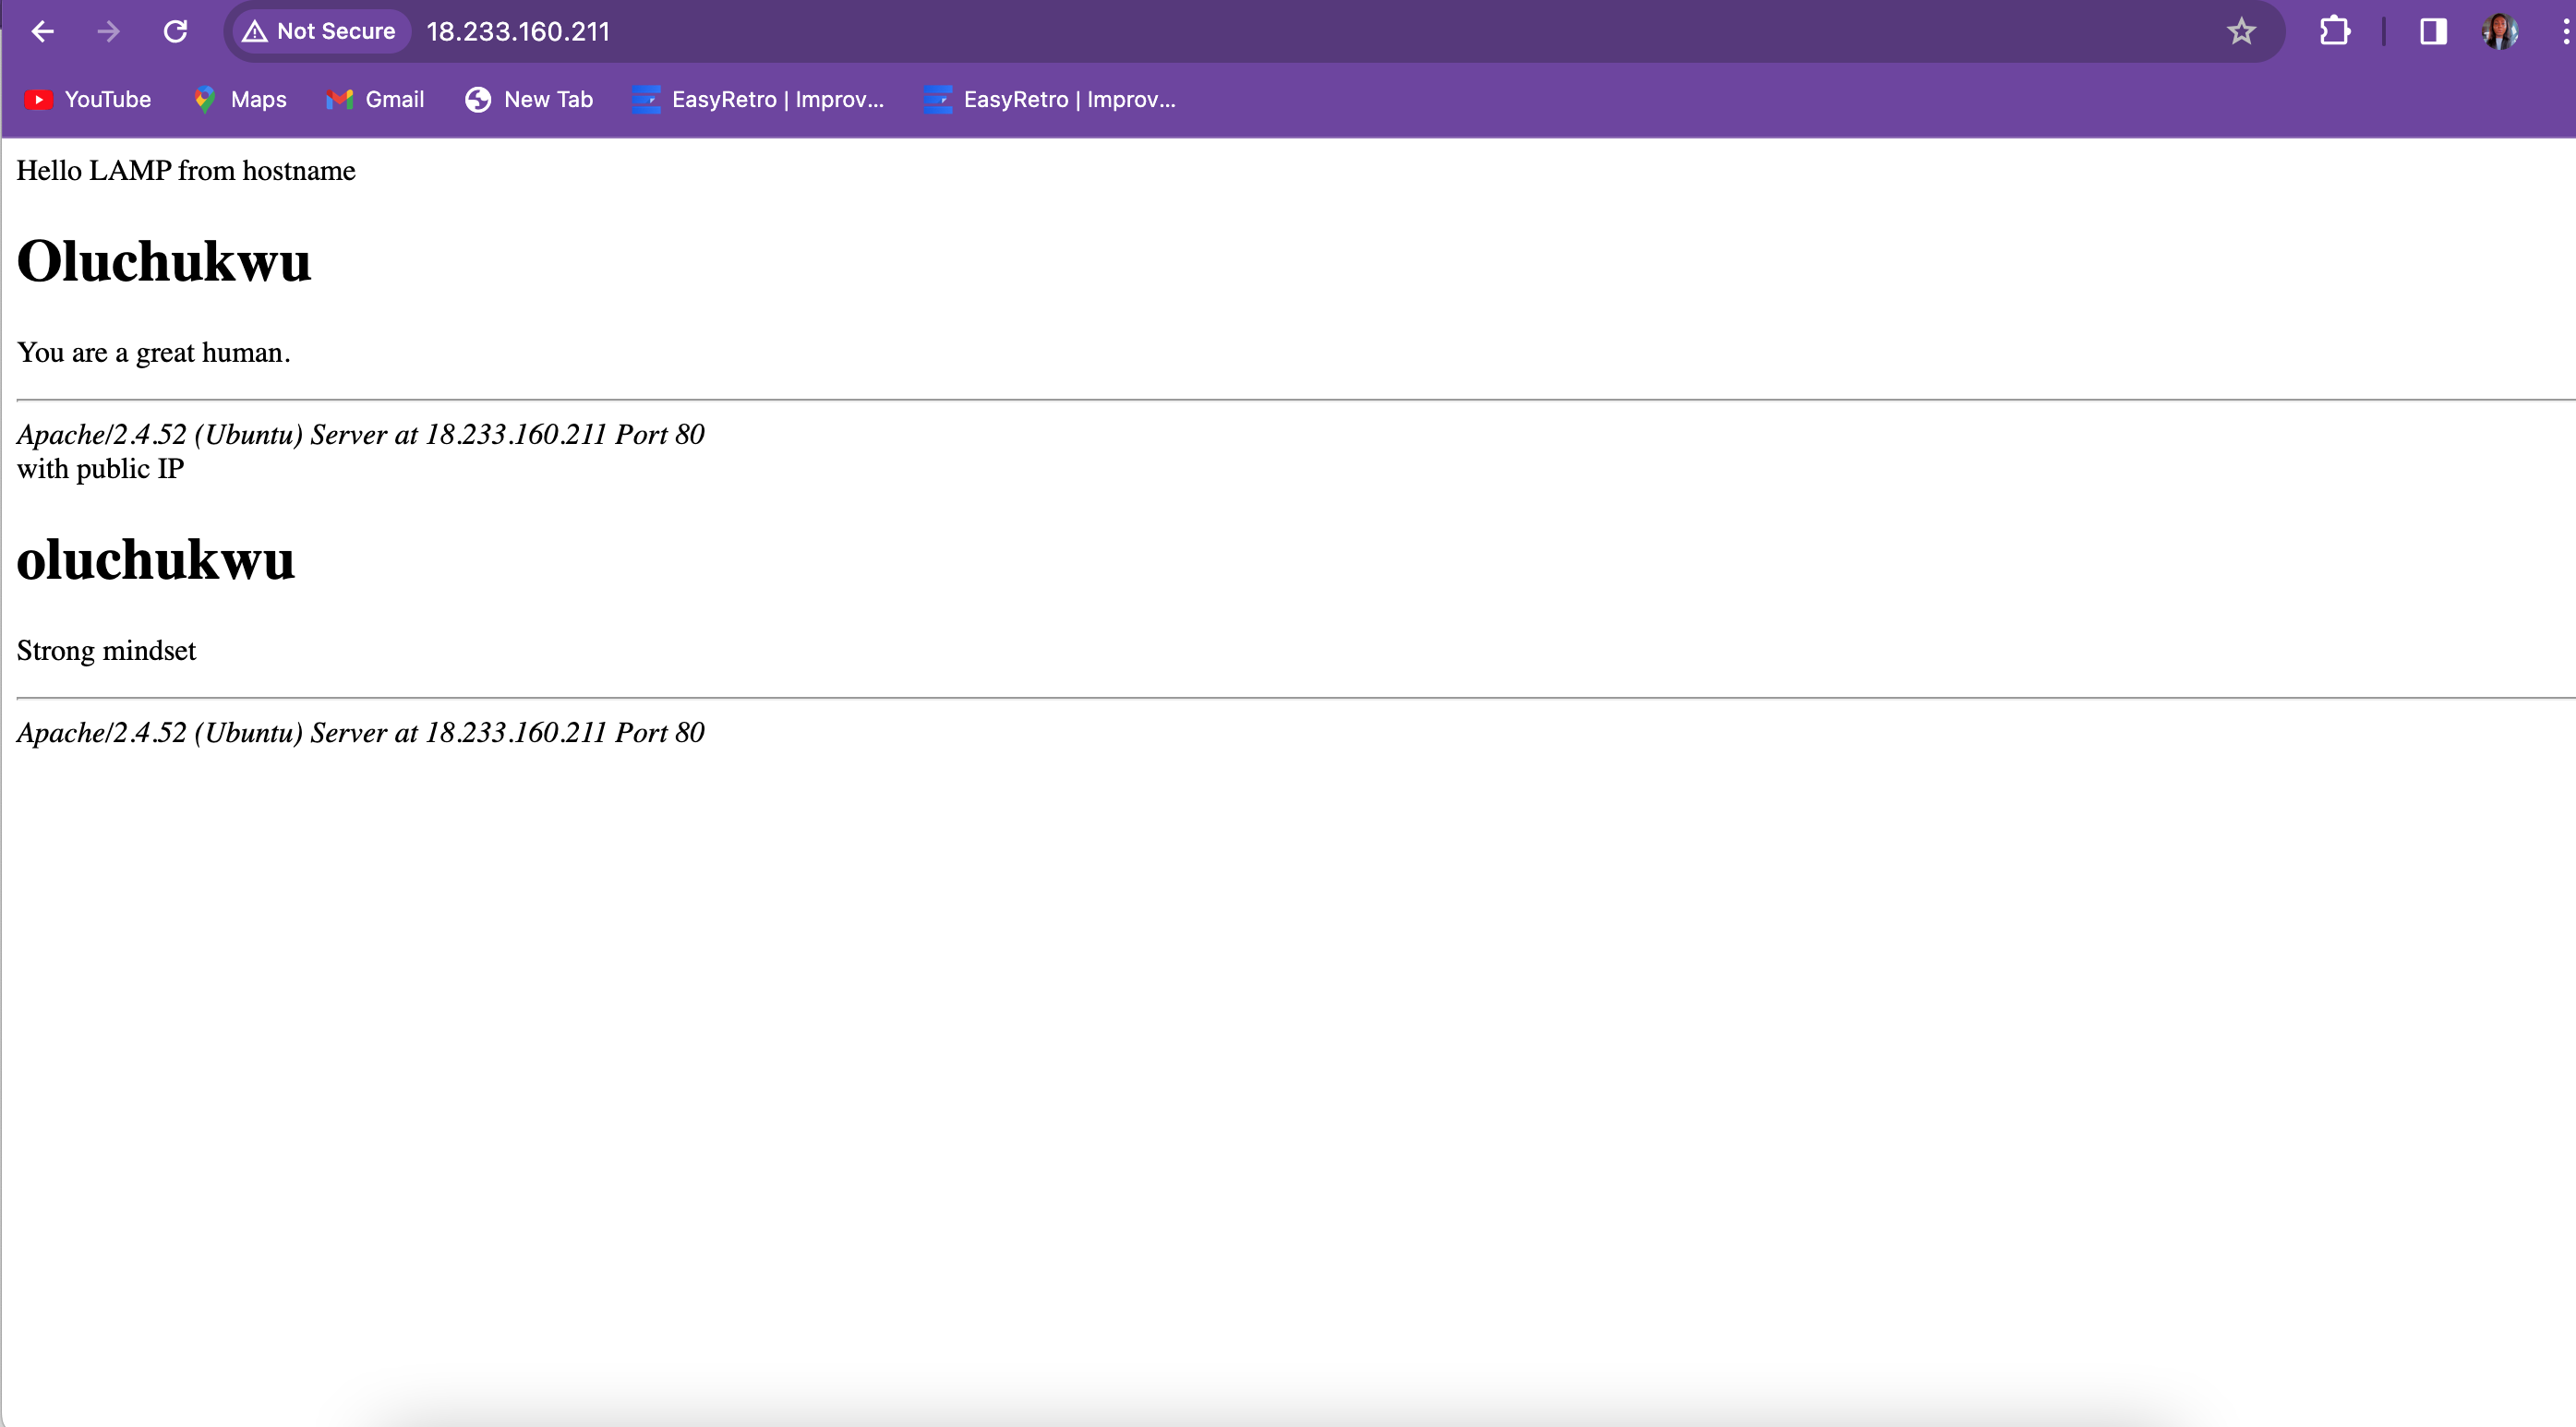 Not Secure 18.233.160.211
YouTube Maps Gmail New Tab EasyRetro | Improv... EasyRetro | Improv...
Hello LAMP from hostname
Oluchukwu
You are a great human.
Apache/2.4.52 (Ubuntu) Server at 18.233.160.211 Port 80
with public IP
oluchukwu
Strong mindset
Apache/2.4.52 (Ubuntu) Server at 18.233.160.211 Port 80